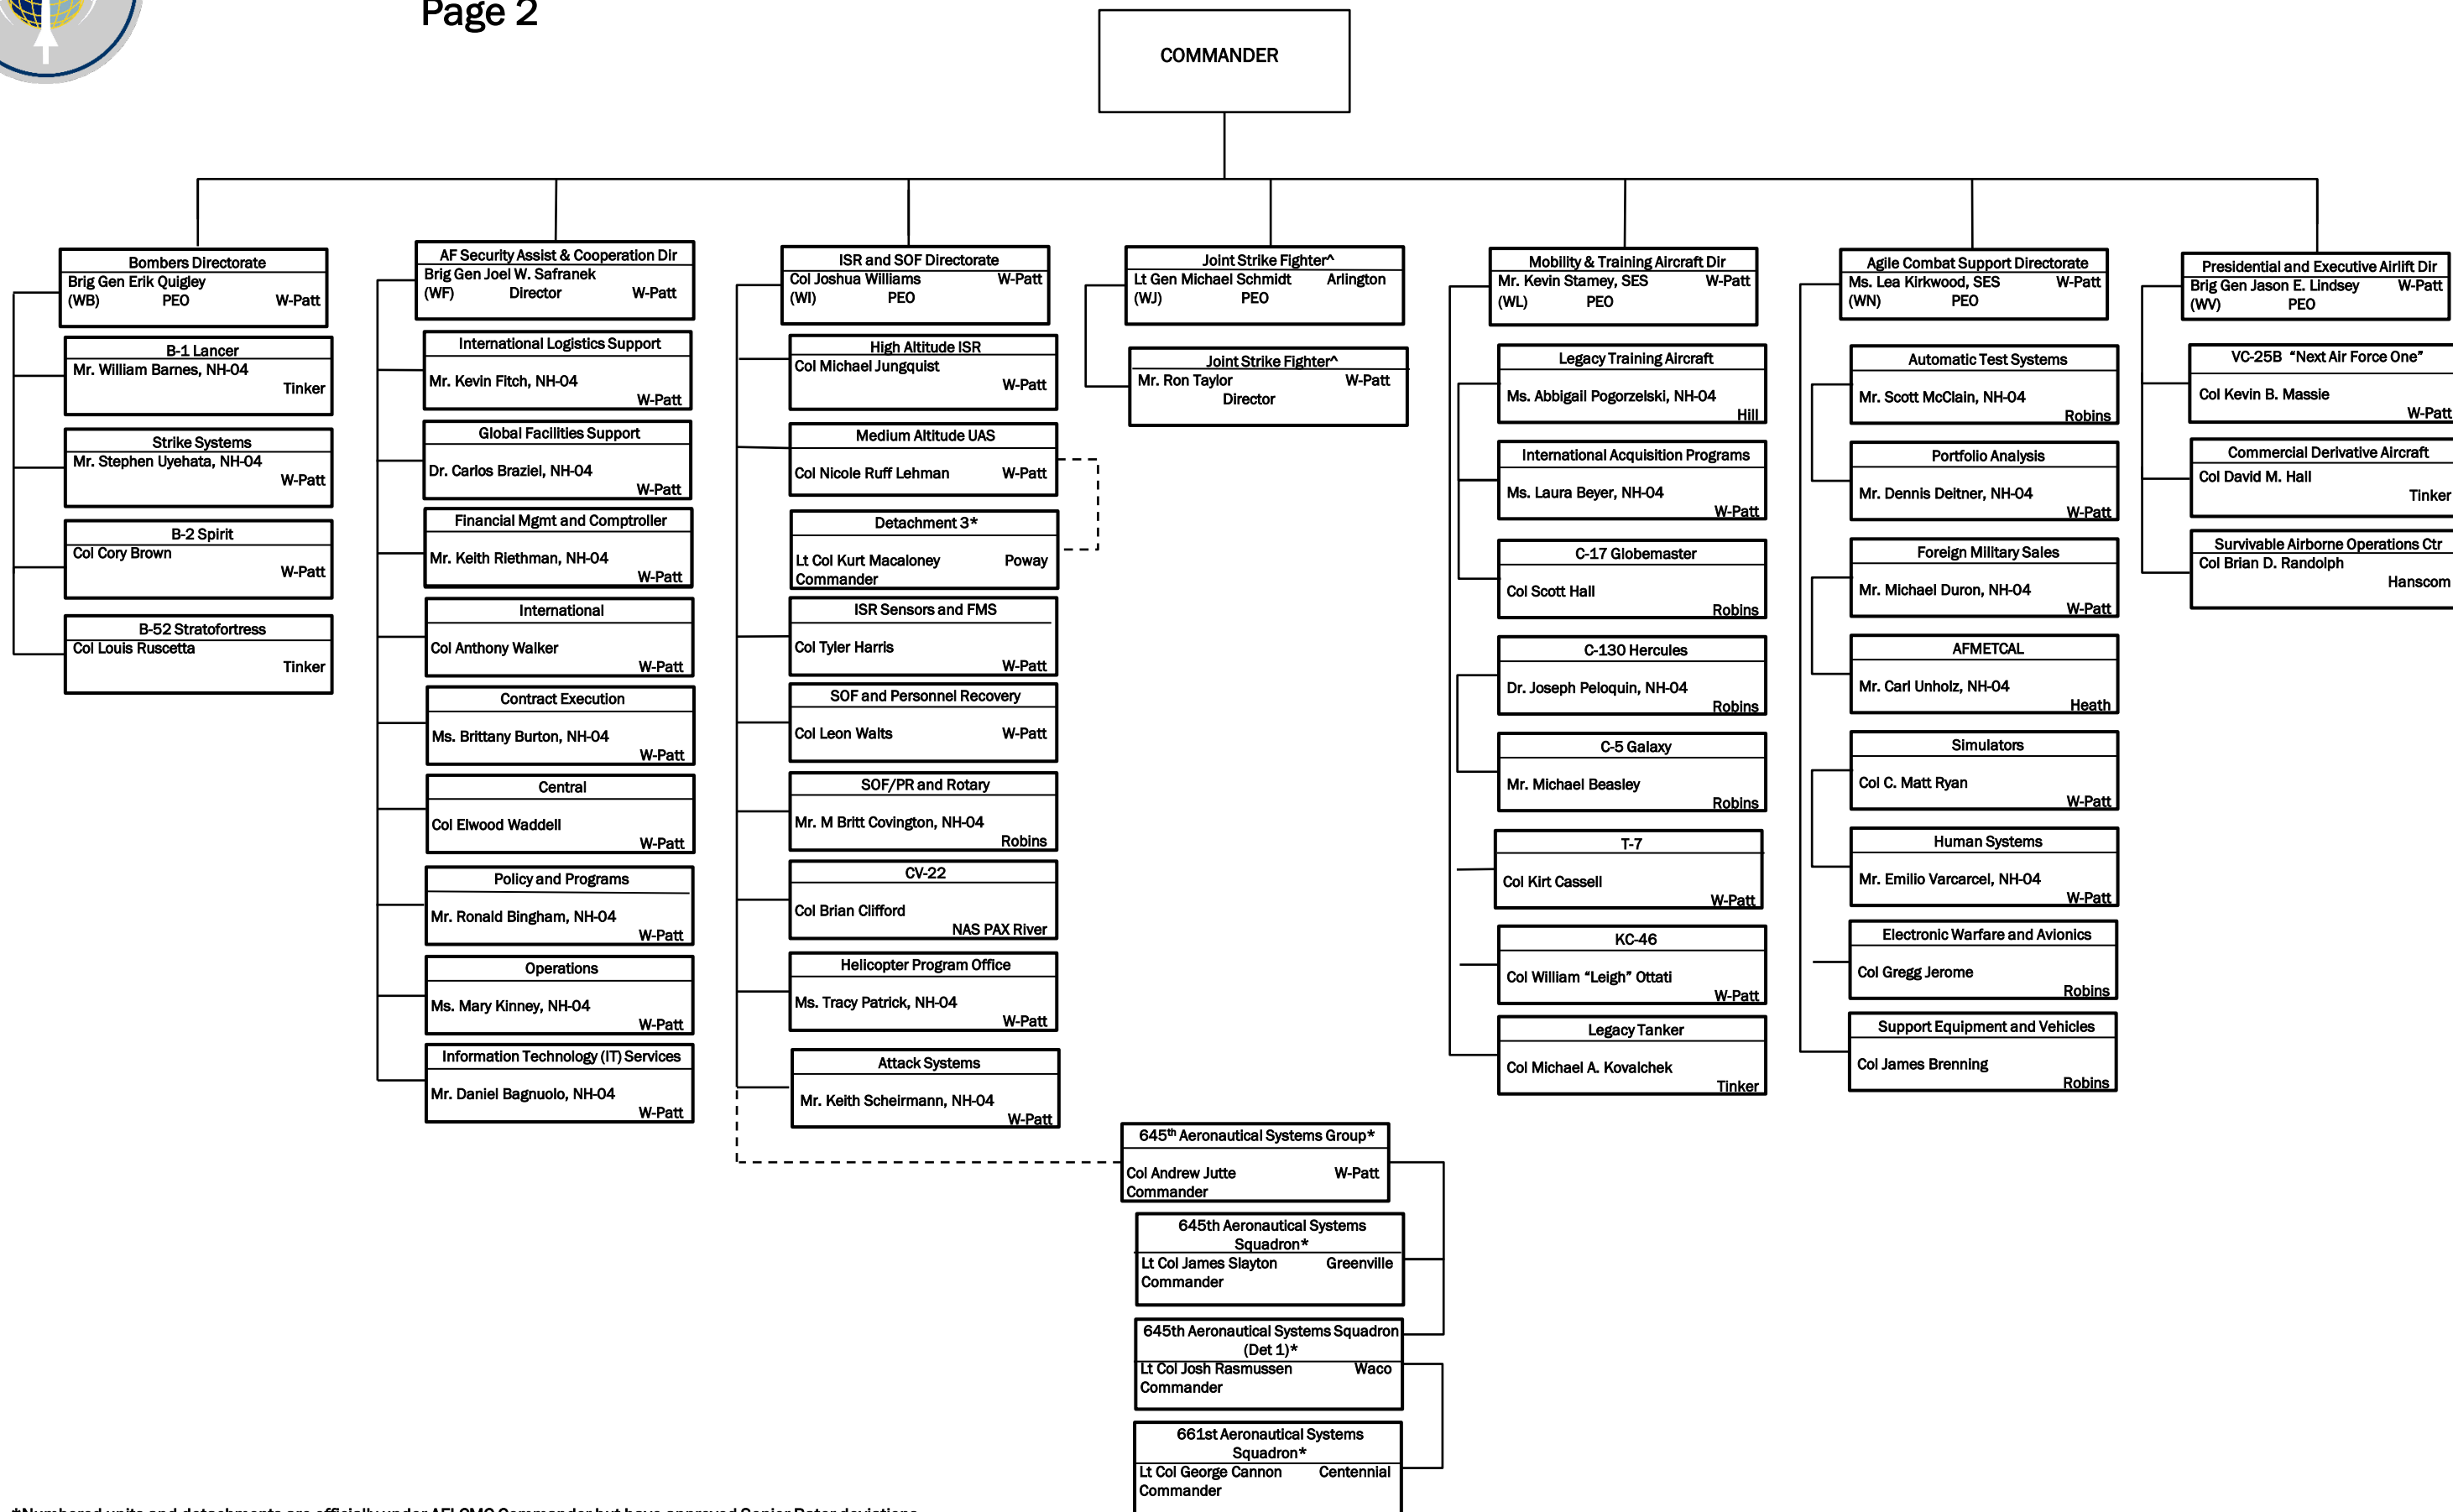 Page 2
COMMANDER
Bombers Directorate
Brig Gen Erik Quigley
(WB) PEO W-Patt
B-1 Lancer
Mr. William Barnes, NH-04
Tinker
Strike Systems
Mr. Stephen Uyehata, NH-04
W-Patt
B-2 Spirit
Col Cory Brown
W-Patt
B-52 Stratofortress
Col Louis Ruscetta
Tinker
AF Security Assist & Cooperation Dir
Brig Gen Joel W. Safranek
(WF) Director W-Patt
International Logistics Support
Mr. Kevin Fitch, NH-04
W-Patt
Global Facilities Support
Dr. Carlos Braziel, NH-04
W-Patt
Financial Mgmt and Comptroller
Mr. Keith Riethman, NH-04
W-Patt
International
Col Anthony Walker
W-Patt
Contract Execution
Ms. Brittany Burton, NH-04
W-Patt
Central
Col Elwood Waddell
W-Patt
Policy and Programs
Mr. Ronald Bingham, NH-04
W-Patt
Operations
Ms. Mary Kinney, NH-04
W-Patt
Information Technology (IT) Services
Mr. Daniel Bagnuolo, NH-04
W-Patt
ISR and SOF Directorate
Col Joshua Williams W-Patt
(WI) PEO
High Altitude ISR
Col Michael Jungquist
W-Patt
Medium Altitude UAS
Col Nicole Ruff Lehman W-Patt
Detachment 3*
Lt Col Kurt Macaloney Poway
Commander
ISR Sensors and FMS
Col Tyler Harris
W-Patt
SOF and Personnel Recovery
Col Leon Walts W-Patt
SOF/PR and Rotary
Mr. M Britt Covington, NH-04
Robins
CV-22
Col Brian Clifford
NAS PAX River
Helicopter Program Office
Ms. Tracy Patrick, NH-04
W-Patt
Attack Systems
Mr. Keith Scheirmann, NH-04
W-Patt
Joint Strike Fighter^
Lt Gen Michael Schmidt Arlington
(WJ) PEO
Joint Strike Fighter^
Mr. Ron Taylor W-Patt
Director
645th Aeronautical Systems Group*
Col Andrew Jutte W-Patt
Commander
645th Aeronautical Systems
Squadron*
Lt Col James Slayton Greenville
Commander
645th Aeronautical Systems Squadron
(Det 1)*
Lt Col Josh Rasmussen Waco
Commander
661st Aeronautical Systems
Squadron*
Lt Col George Cannon Centennial
Commander
Mobility & Training Aircraft Dir
Mr. Kevin Stamey, SES W-Patt
(WL) PEO
Legacy Training Aircraft
Ms. Abbigail Pogorzelski, NH-04
Hill
International Acquisition Programs
Ms. Laura Beyer, NH-04
W-Patt
C-17 Globemaster
Col Scott Hall
Robins
C-130 Hercules
Dr. Joseph Peloquin, NH-04
Robins
C-5 Galaxy
Mr. Michael Beasley
Robins
T-7
Col Kirt Cassell
W-Patt
KC-46
Col William “Leigh” Ottati
W-Patt
Legacy Tanker
Col Michael A. Kovalchek
Tinker
Agile Combat Support Directorate
Ms. Lea Kirkwood, SES W-Patt
(WN) PEO
Automatic Test Systems
Mr. Scott McClain, NH-04
Robins
Portfolio Analysis
Mr. Dennis Deitner, NH-04
W-Patt
Foreign Military Sales
Mr. Michael Duron, NH-04
W-Patt
AFMETCAL
Mr. Carl Unholz, NH-04
Heath
Simulators
Col C. Matt Ryan
W-Patt
Human Systems
Mr. Emilio Varcarcel, NH-04
W-Patt
Electronic Warfare and Avionics
Col Gregg Jerome
Robins
Support Equipment and Vehicles
Col James Brenning
Robins
Presidential and Executive Airlift Dir
Brig Gen Jason E. Lindsey W-Patt
(WV) PEO
VC-25B “Next Air Force One”
Col Kevin B. Massie
W-Patt
Commercial Derivative Aircraft
Col David M. Hall
Tinker
Survivable Airborne Operations Ctr
Col Brian D. Randolph
Hanscom
*Numbered units and detachments are officially under AFLCMC Commander but have approved Senior Rater deviations